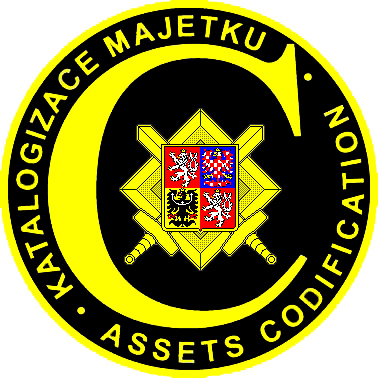 KATALOGIZACE MAJETKU
ASSETS CODIFICATION
C